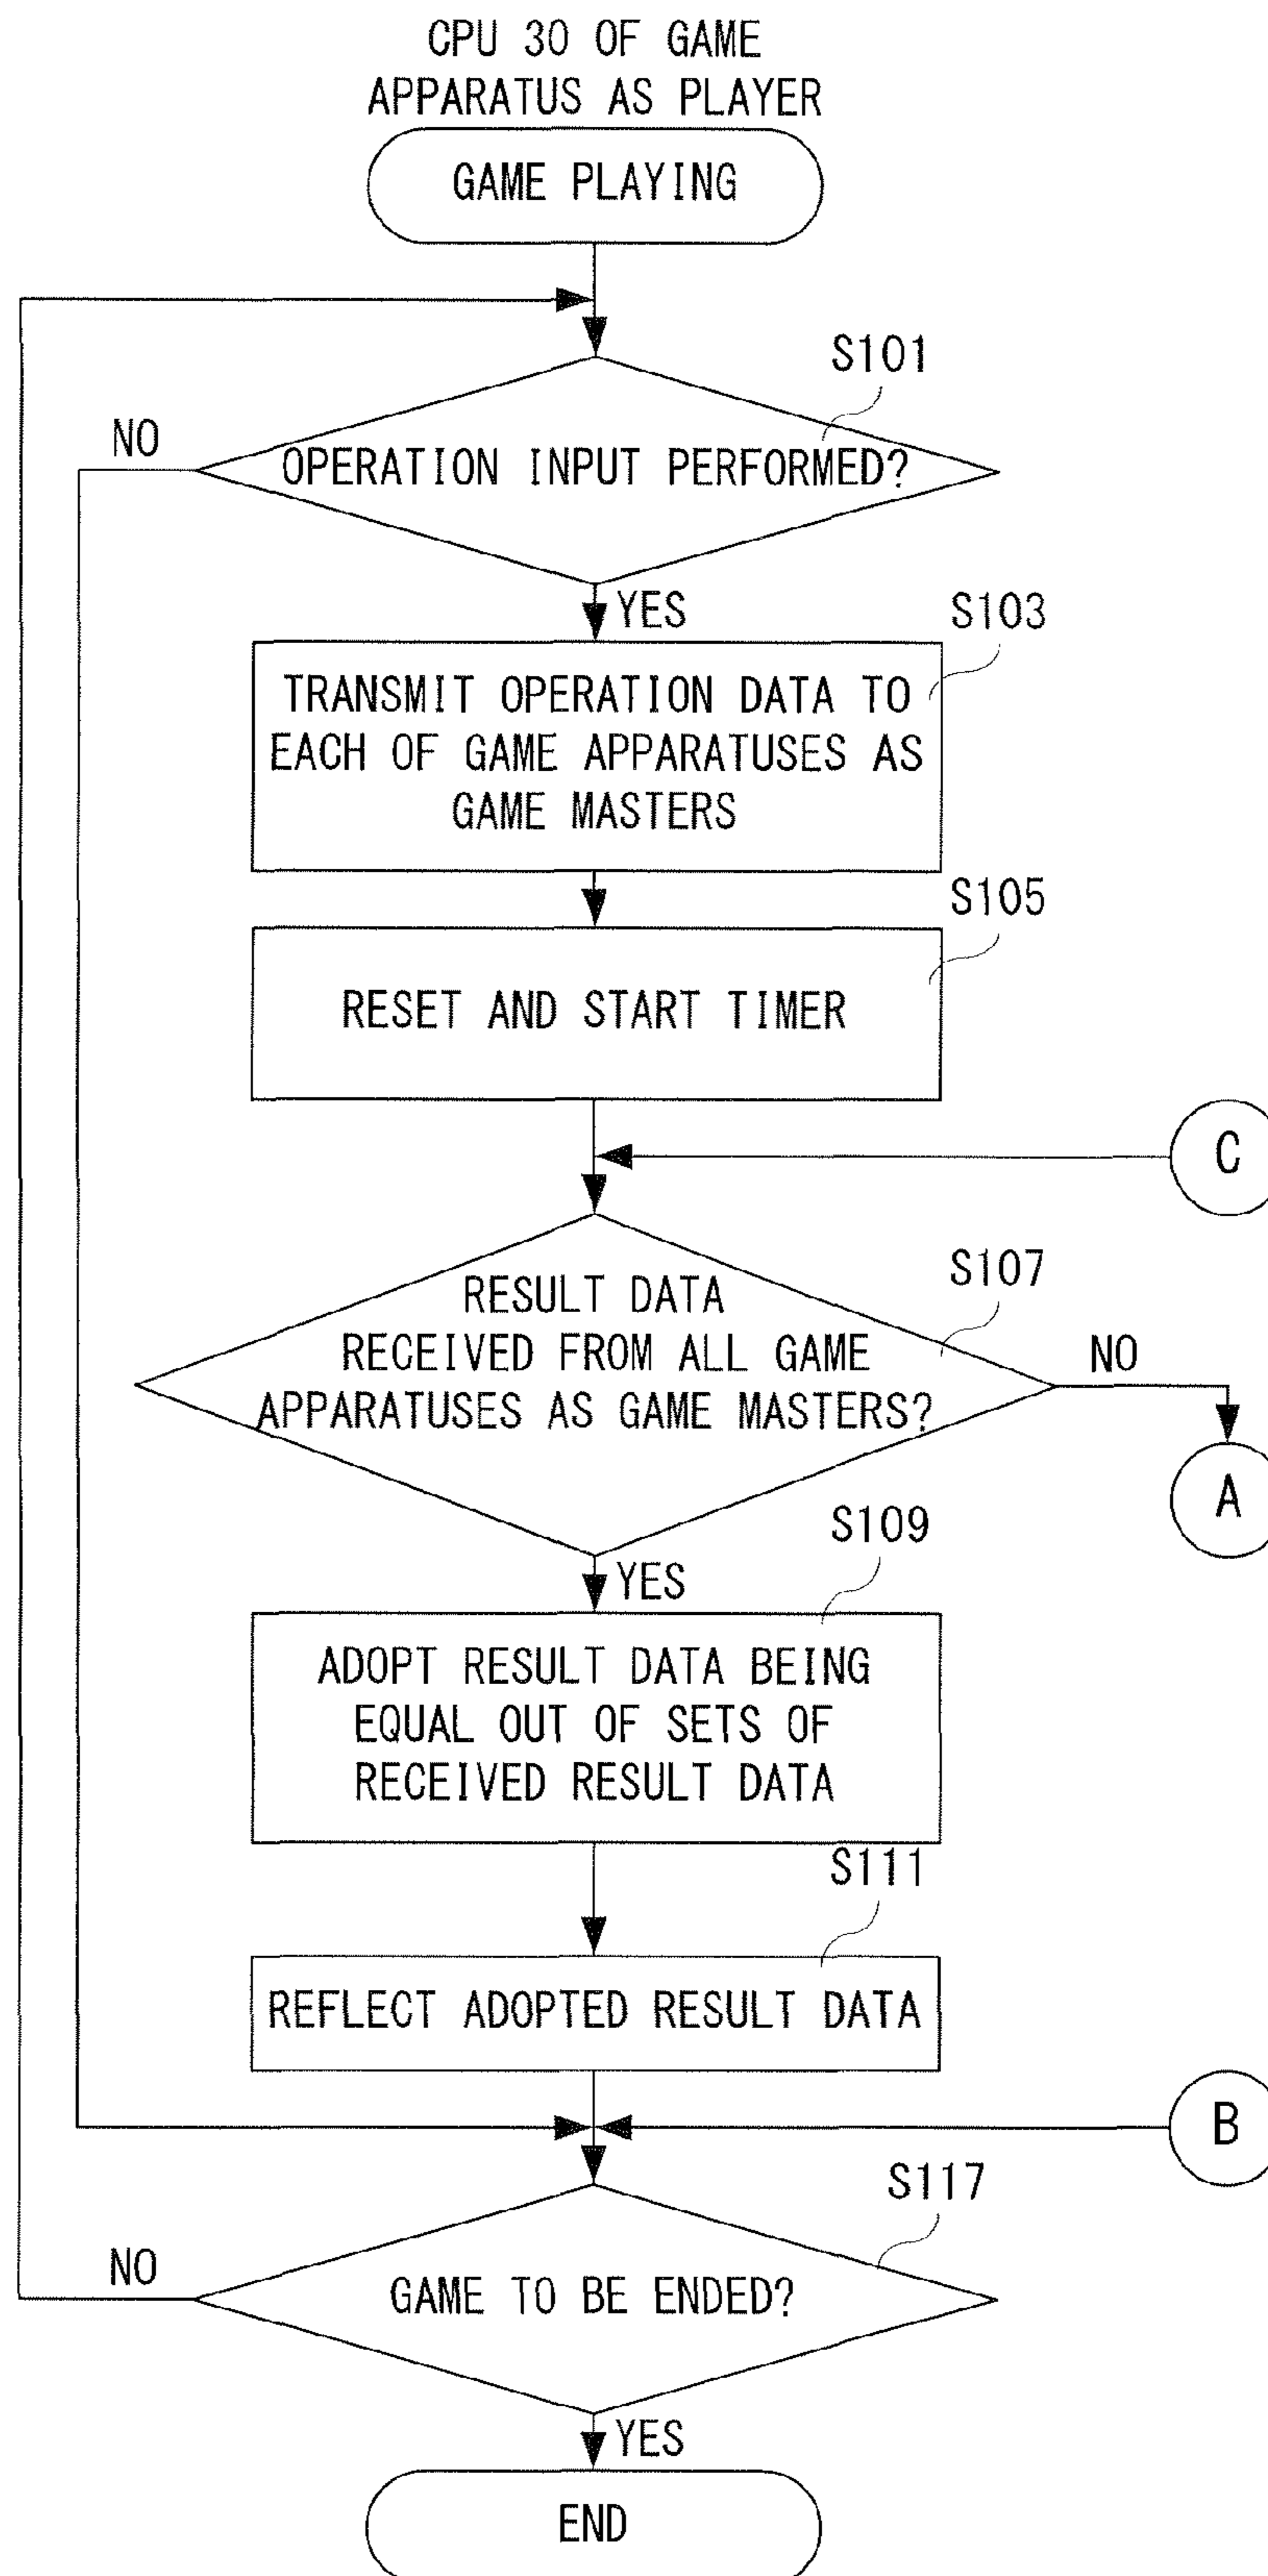 CPU 30 OF GAME
APPARATUS AS PLAYER
GAME PLAYING
S101
NO
OPERATION INPUT PERFORMED?
YES
S103
TRANSMIT OPERATION DATA TO
EACH OF GAME APPARATUSES AS
GAME MASTERS
S105
RESET AND START TIMER
C
S107
RESULT DATA
RECEIVED FROM ALL GAME
APPARATUSES AS GAME MASTERS?
NO
A
S109
YES
ADOPT RESULT DATA BEING
EQUAL OUT OF SETS OF
RECEIVED RESULT DATA
S111
REFLECT ADOPTED RESULT DATA
B
S117
NO
GAME TO BE ENDED?
YES
END